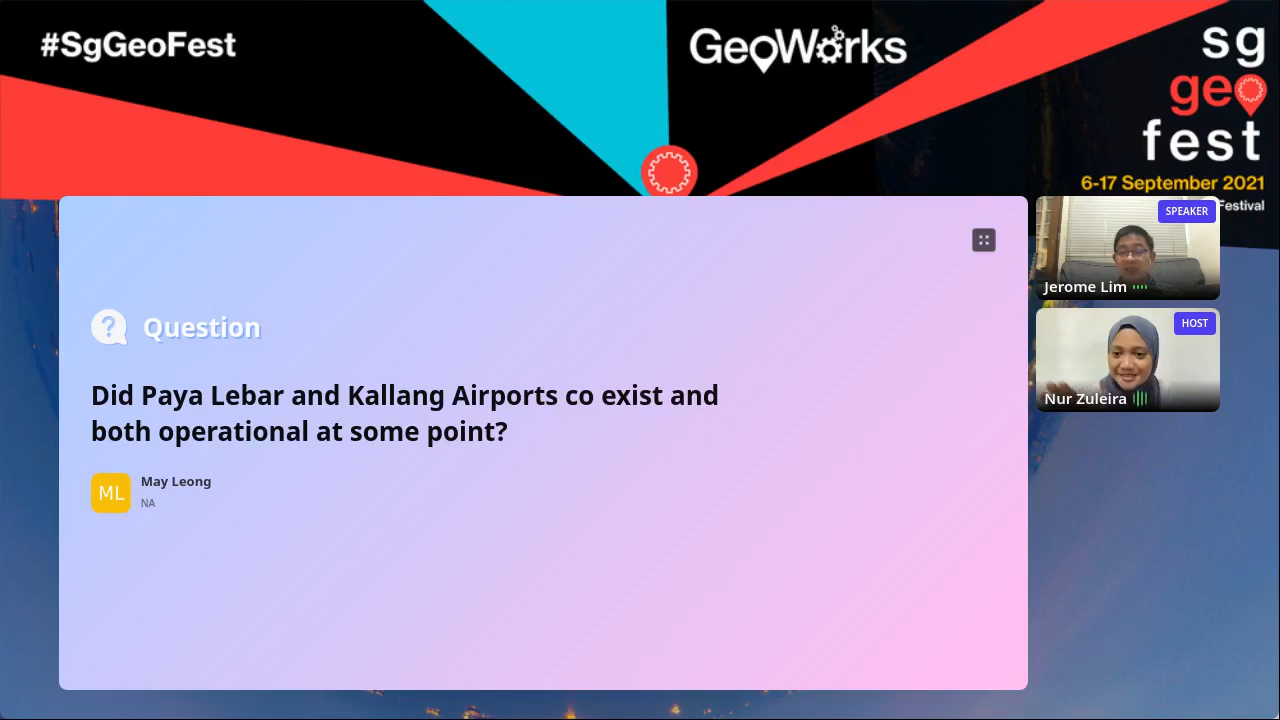 #SgGeoFest
GeoWorks
sg
geo
fest
6-17 September 2021
Festival
SPEAKER
Jerome Lim
HOST
Nur Zuleira
Question
Did Paya Lebar and Kallang Airports co exist and
both operational at some point?
ML
May Leong
NA